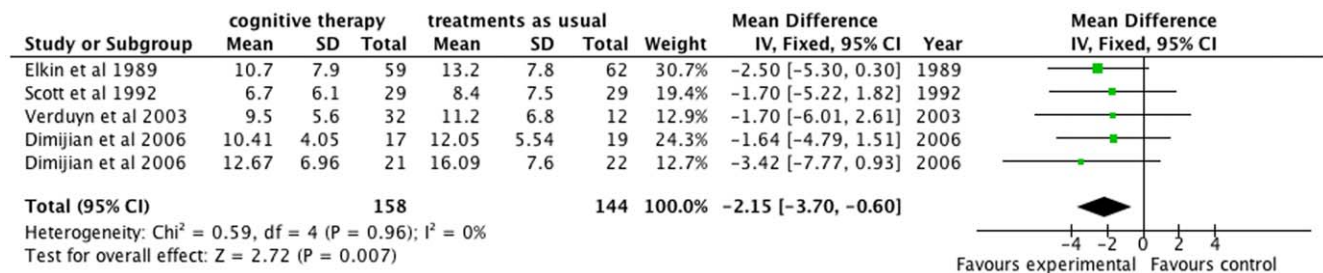 cognitive therapy treatments as usual Mean Difference Mean Difference
Study or Subgroup Mean SD Total Mean SD Total Weight IV, Fixed, 95% CI Year IV, Fixed, 95% CI
Elkin et al 1989 10.7 7.9 59 13.2 7.8 62 30.7% −2.50 [−5.30, 0.30] 1989
Scott et al 1992 6.7 6.1 29 8.4 7.5 29 19.4% −1.70 [−5.22, 1.82] 1992
Verduyn et al 2003 9.5 5.6 32 11.2 6.8 12 12.9% −1.70 [−6.01, 2.61] 2003
Dimijian et al 2006 10.41 4.05 17 12.05 5.54 19 24.3% −1.64 [−4.79, 1.51] 2006
Dimijian et al 2006 12.67 6.96 21 16.09 7.6 22 12.7% −3.42 [−7.77, 0.93] 2006
Total (95% CI) 158 144 100.0% −2.15 [−3.70, −0.60]
Heterogeneity: Chi² = 0.59, df = 4 (P = 0.96); I² = 0%
Test for overall effect: Z = 2.72 (P = 0.007)
−4 −2 0 2 4
Favours experimental Favours control